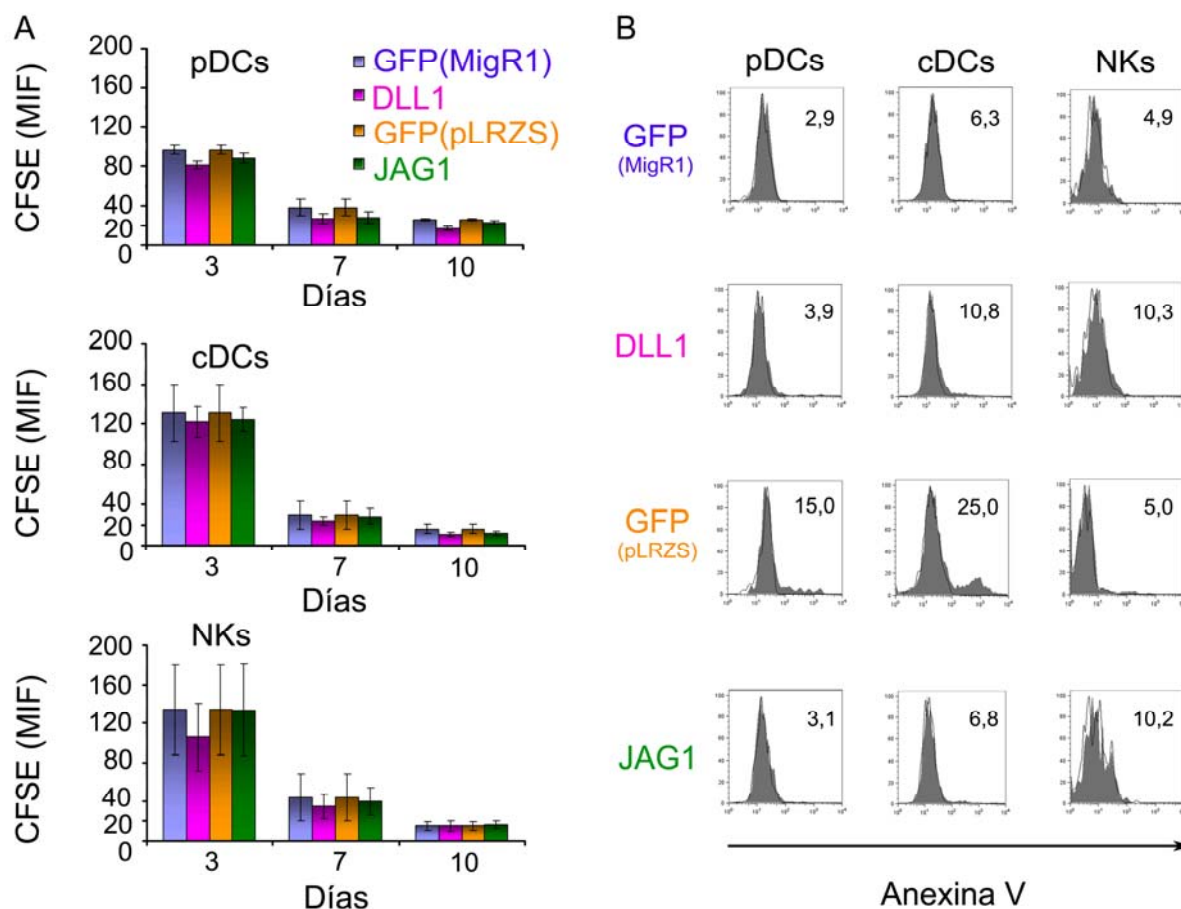 A
pDCs
GFP(MigR1)
DLL1
GFP(pLRZS)
JAG1
CFSE (MIF)
200
160
120
80
40
20
0
3 7 10
Días
cDCs
CFSE (MIF)
200
160
120
80
40
20
0
3 7 10
Días
NKs
CFSE (MIF)
200
160
120
80
40
20
0
3 7 10
Días
B
pDCs cDCs NKs
GFP
(MigR1)
2,9 6,3 4,9
DLL1
3,9 10,8 10,3
GFP
(pLRZS)
15,0 25,0 5,0
JAG1
3,1 6,8 10,2
Anexina V